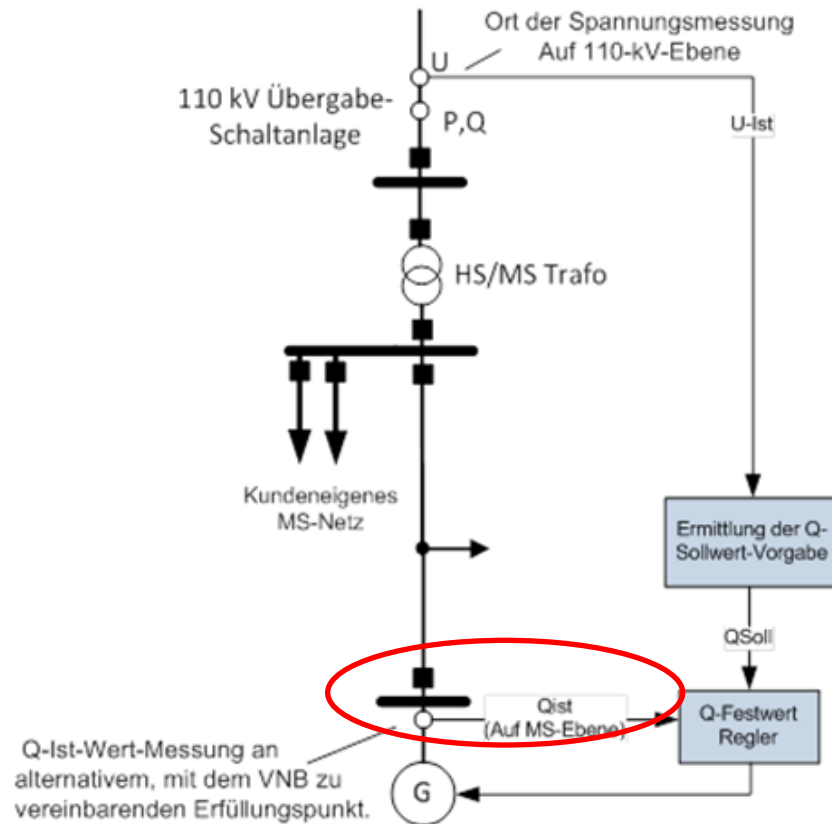 Ort der Spannungsmessung
Auf 110-kV-Ebene
U
110 kV Übergabe-
Schaltanlage
P,Q
U-Ist
HS/MS Trafo
Kundeneigenes
MS-Netz
Ermittlung der Q-
Sollwert-Vorgabe
QSoll
Qist
(Auf MS-Ebene)
Q-Festwert
Regler
Q-Ist-Wert-Messung an
alternativem, mit dem VNB zu
vereinbarenden Erfüllungspunkt.
G